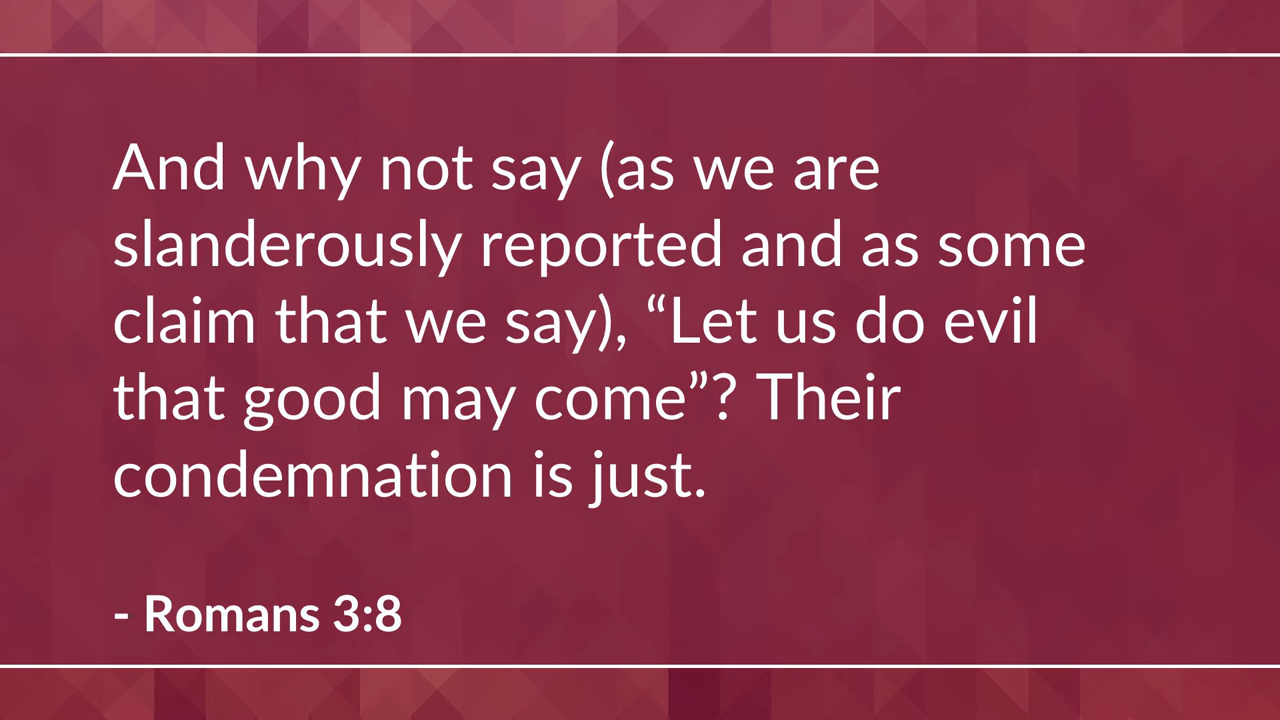 And why not say (as we are
slanderously reported and as some
claim that we say), “Let us do evil
that good may come”? Their
condemnation is just.
- Romans 3:8